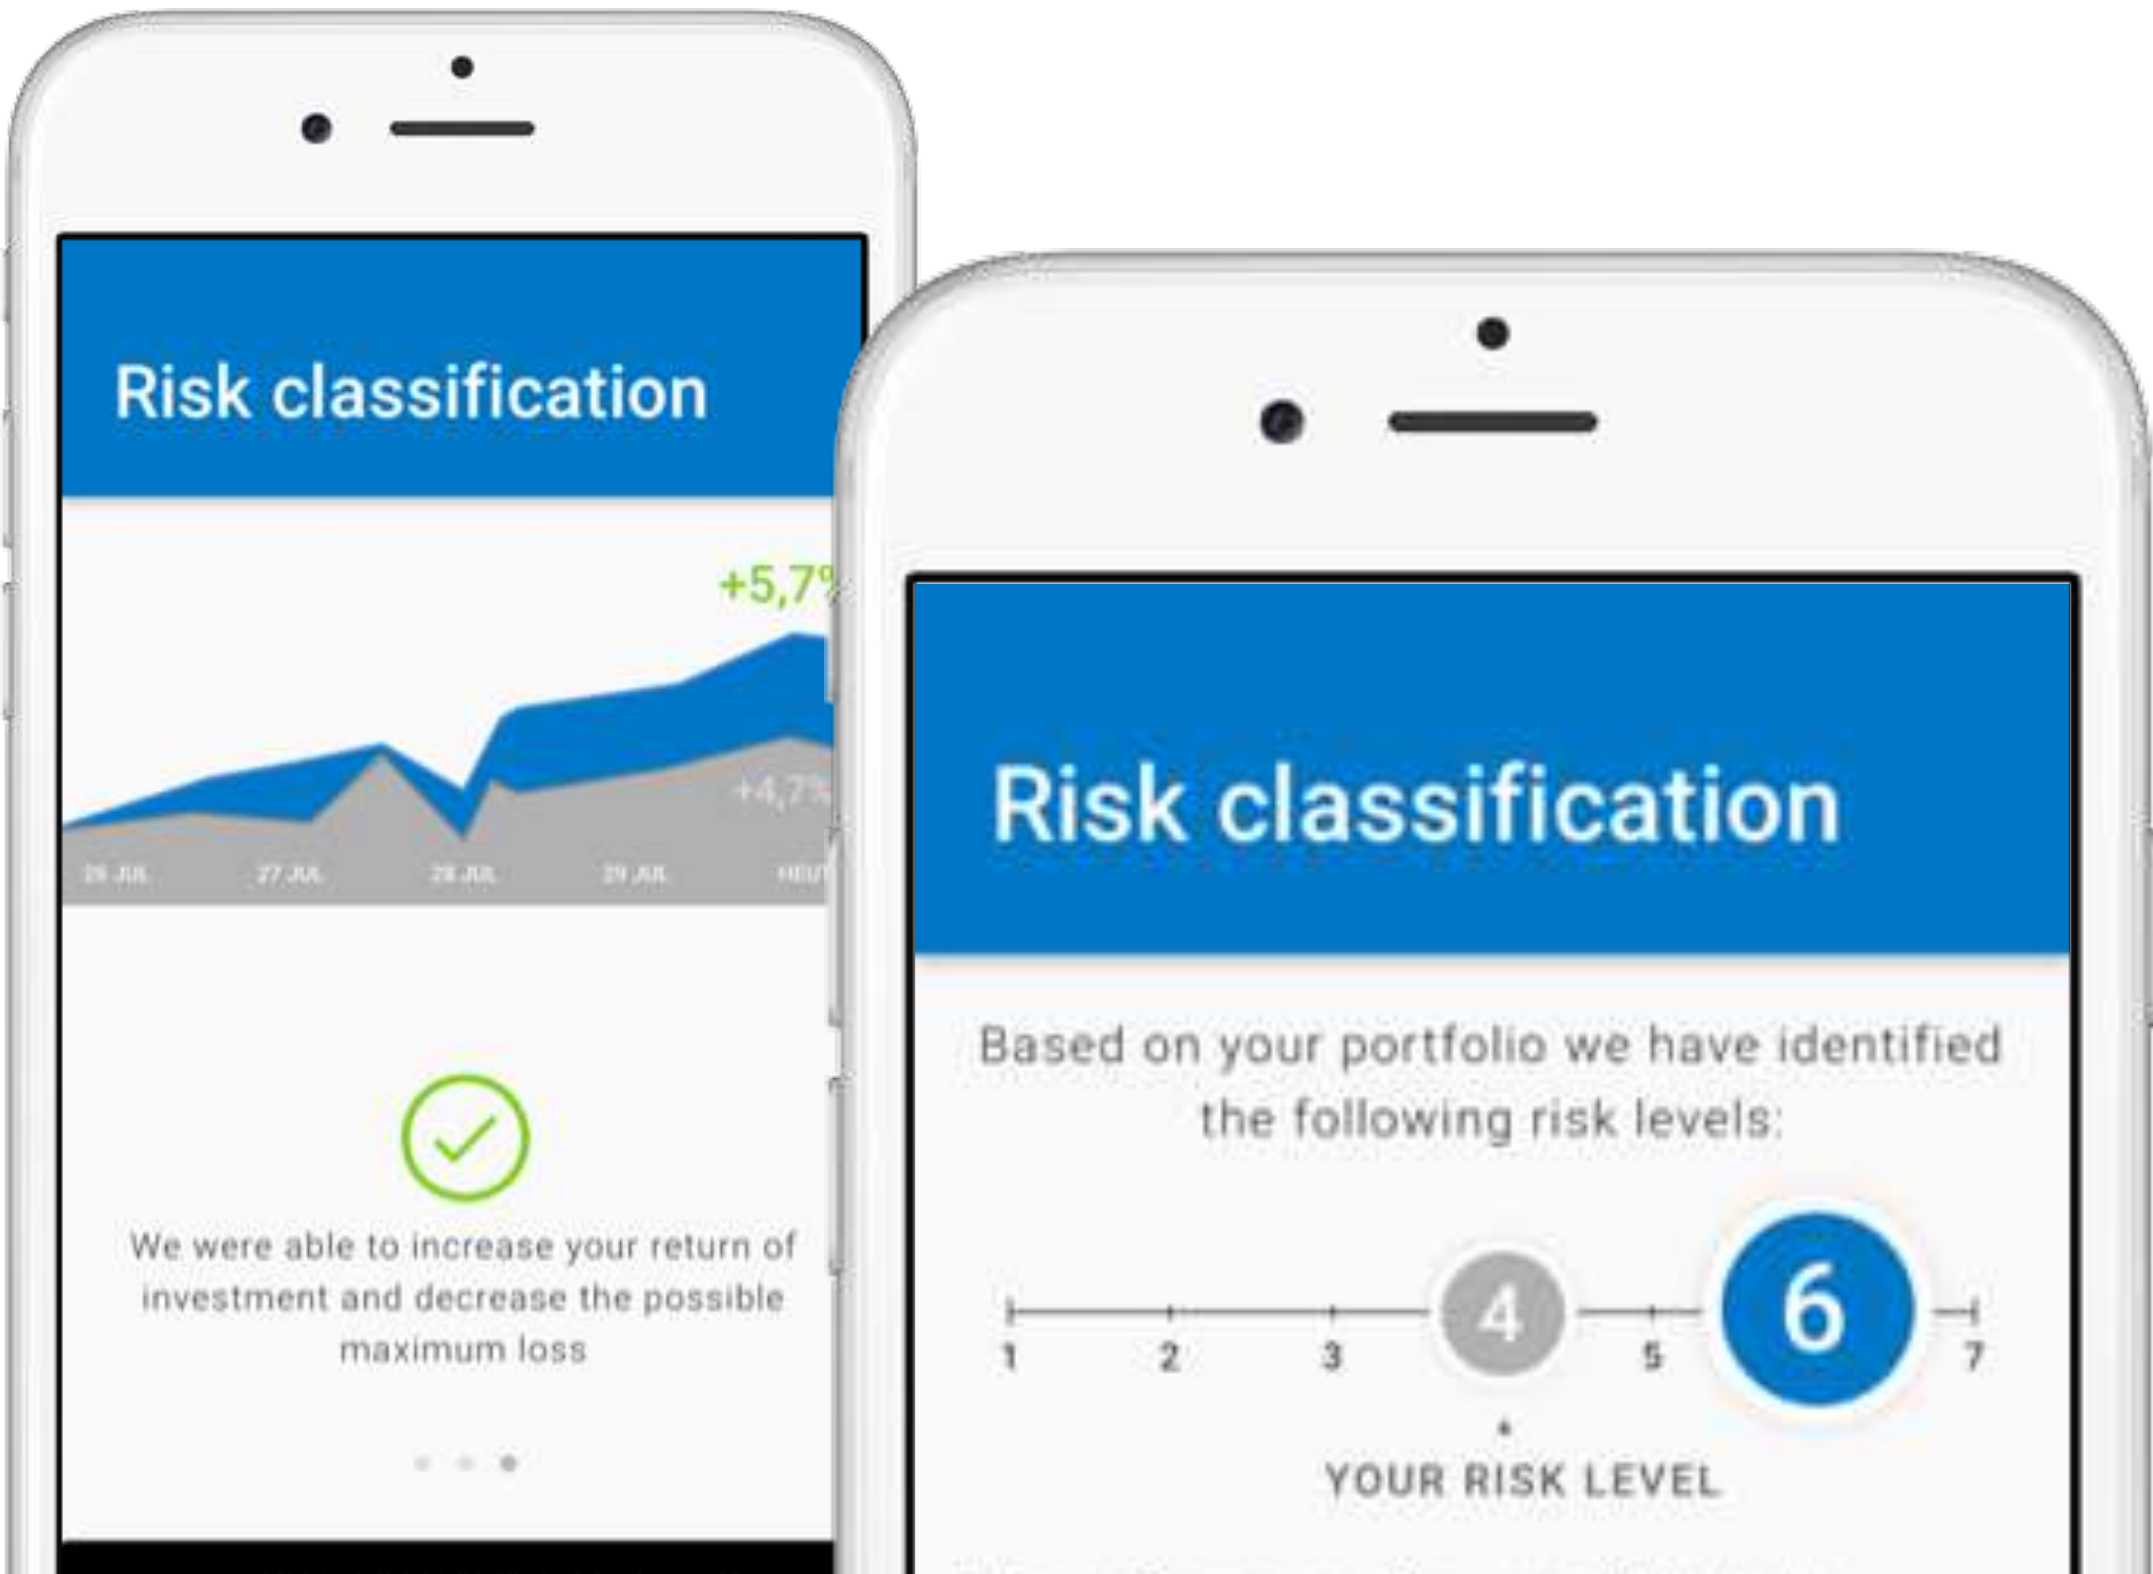 Risk classification
+5,7%
+4,7%
26 JUL
27 JUL
28 JUL
29 JUL
We were able to increase your return of
investment and decrease the possible
maximum loss
Risk classification
Based on your portfolio we have identified
the following risk levels:
1 2 3 4 5 6 7
YOUR RISK LEVEL